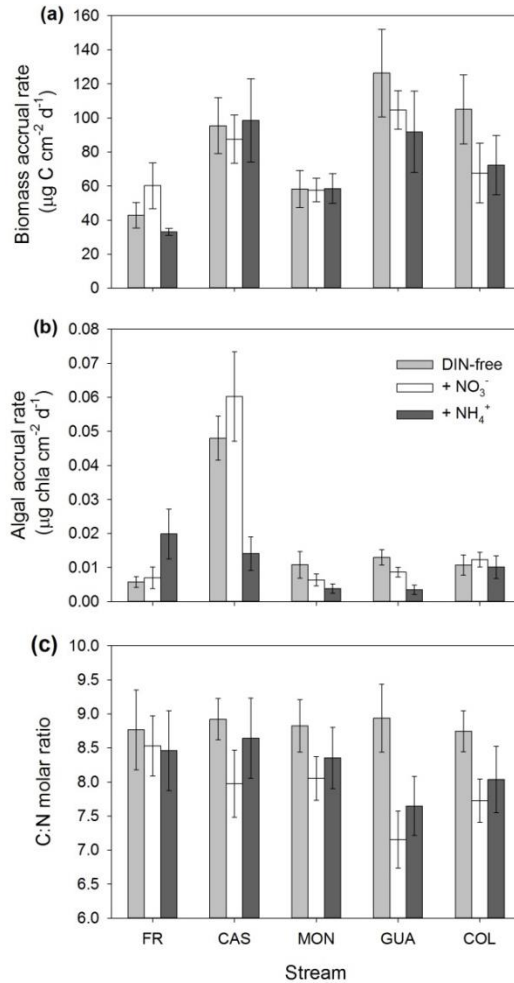 (a)
Biomass accrual rate
(µg C cm⁻² d⁻¹)
160
140
120
100
80
60
40
20
0
(b)
Algal accrual rate
(µg chla cm⁻² d⁻¹)
0.08
0.07
0.06
0.05
0.04
0.03
0.02
0.01
0.00
DIN-free
+ NO₃⁻
+ NH₄⁺
(c)
C:N molar ratio
10.0
9.5
9.0
8.5
8.0
7.5
7.0
6.5
6.0
FR CAS MON GUA COL
Stream